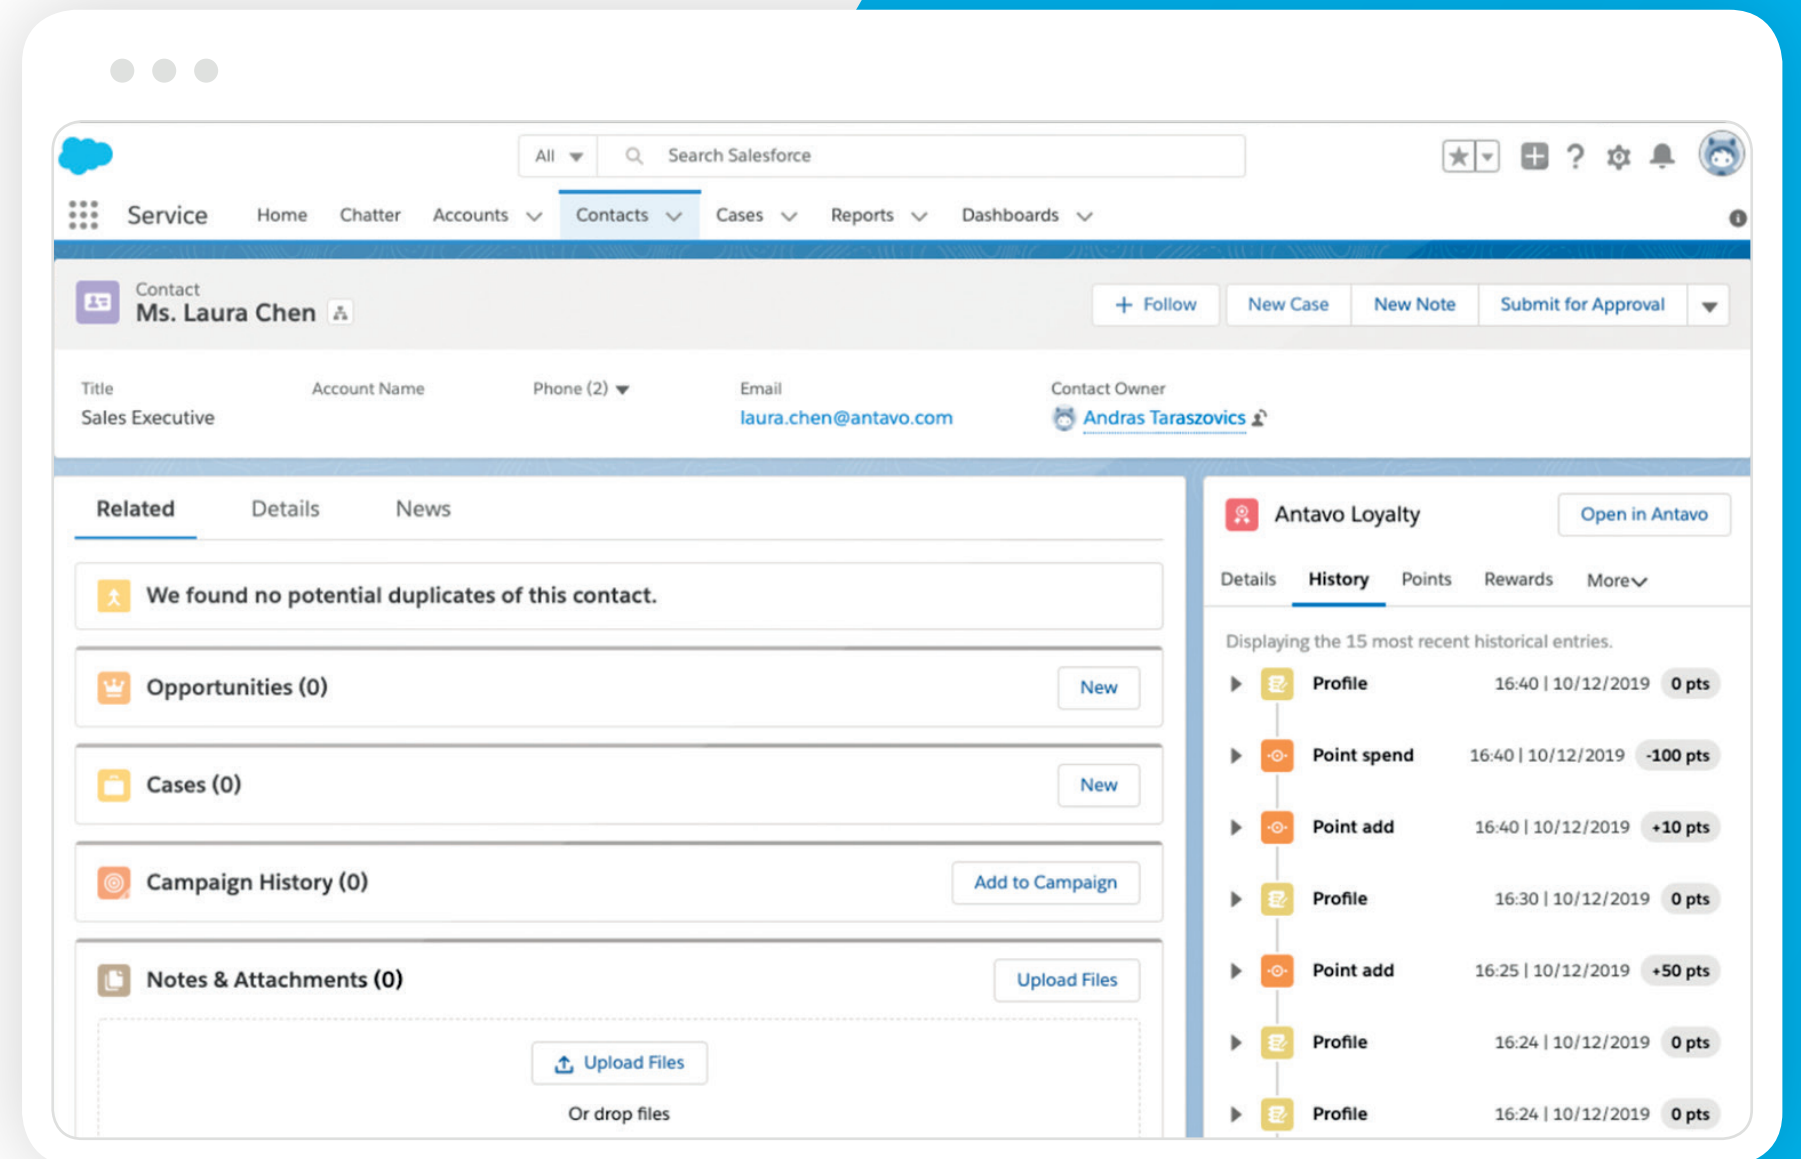 All
Search Salesforce
Service Home Chatter Accounts Contacts Cases Reports Dashboards
Contact
Ms. Laura Chen
+ Follow New Case New Note Submit for Approval
Title
Sales Executive
Account Name
Phone (2)
Email
laura.chen@antavo.com
Contact Owner
Andras Taraszovics
Related Details News
We found no potential duplicates of this contact.
Opportunities (0) New
Cases (0) New
Campaign History (0) Add to Campaign
Notes & Attachments (0) Upload Files
Upload Files
Or drop files
Antavo Loyalty Open in Antavo
Details History Points Rewards More
Displaying the 15 most recent historical entries.
Profile 16:40 | 10/12/2019 0 pts
Point spend 16:40 | 10/12/2019 -100 pts
Point add 16:40 | 10/12/2019 +10 pts
Profile 16:30 | 10/12/2019 0 pts
Point add 16:25 | 10/12/2019 +50 pts
Profile 16:24 | 10/12/2019 0 pts
Profile 16:24 | 10/12/2019 0 pts